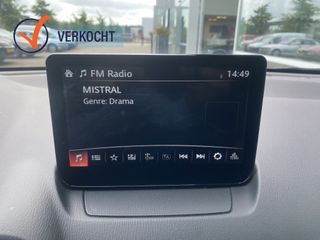 VERKOCHT
FM Radio 14:49
MISTRAL
Genre: Drama